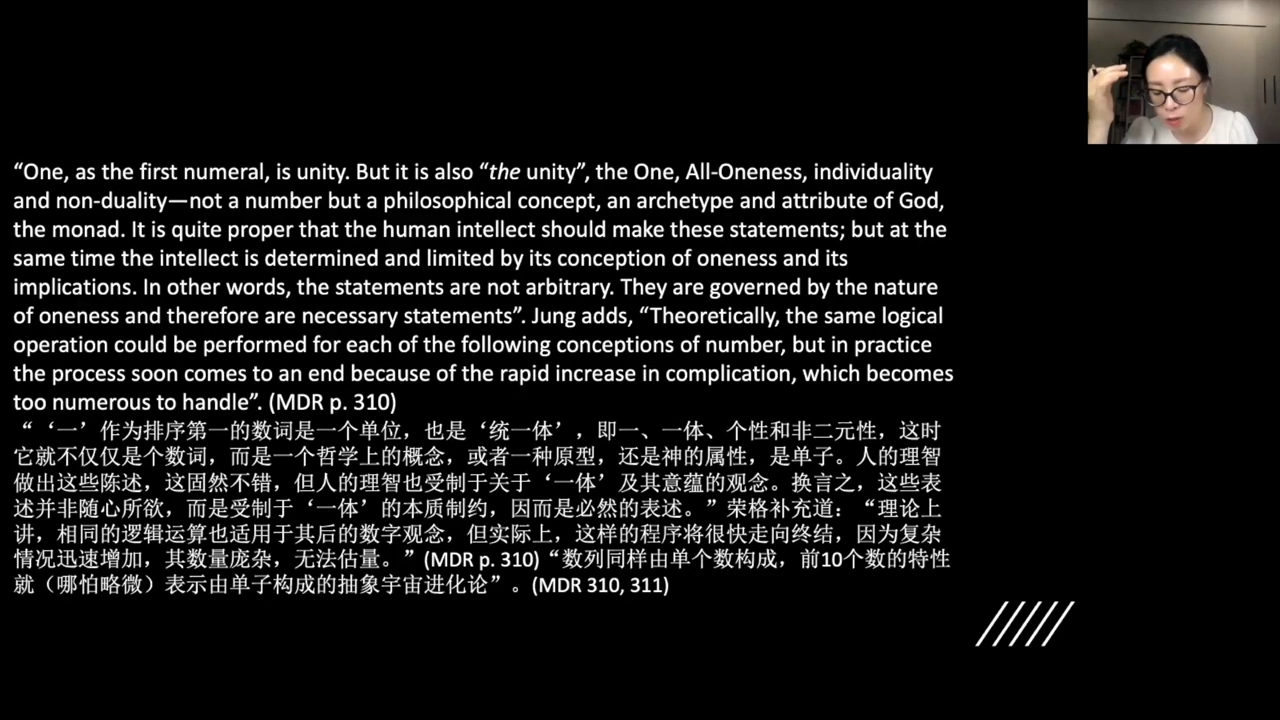 “One, as the first numeral, is unity. But it is also “the unity”, the One, All-Oneness, individuality
and non-duality—not a number but a philosophical concept, an archetype and attribute of God,
the monad. It is quite proper that the human intellect should make these statements; but at the
same time the intellect is determined and limited by its conception of oneness and its
implications. In other words, the statements are not arbitrary. They are governed by the nature
of oneness and therefore are necessary statements”. Jung adds, “Theoretically, the same logical
operation could be performed for each of the following conceptions of number, but in practice
the process soon comes to an end because of the rapid increase in complication, which becomes
too numerous to handle”. (MDR p. 310)
“‘一’作为排序第一的数词是一个单位，也是‘统一体’，即一、一体、个性和非二元性，这时
它就不仅仅是个数词，而是一个哲学上的概念，或者一种原型，还是神的属性，是单子。人的理智
做出这些陈述，这固然不错，但人的理智也受制于关于‘一体’及其意蕴的观念。换言之，这些表
述并非随心所欲，而是受制于‘一体’的本质制约，因而是必然的表述。”荣格补充道：“理论上
讲，相同的逻辑运算也适用于其后的数字观念，但实际上，这样的程序将很快走向终结，因为复杂
情况迅速增加，其数量庞杂，无法估量。”(MDR p. 310)“数列同样由单个数构成，前10个数的特性
就（哪怕略微）表示由单子构成的抽象宇宙进化论”。(MDR 310, 311)